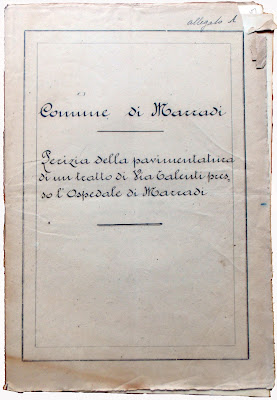 allegato A
Comune di Marradi
Perizia della pavimentatura
di un tratto di Via Talenti pres
so l'Ospedale di Marradi